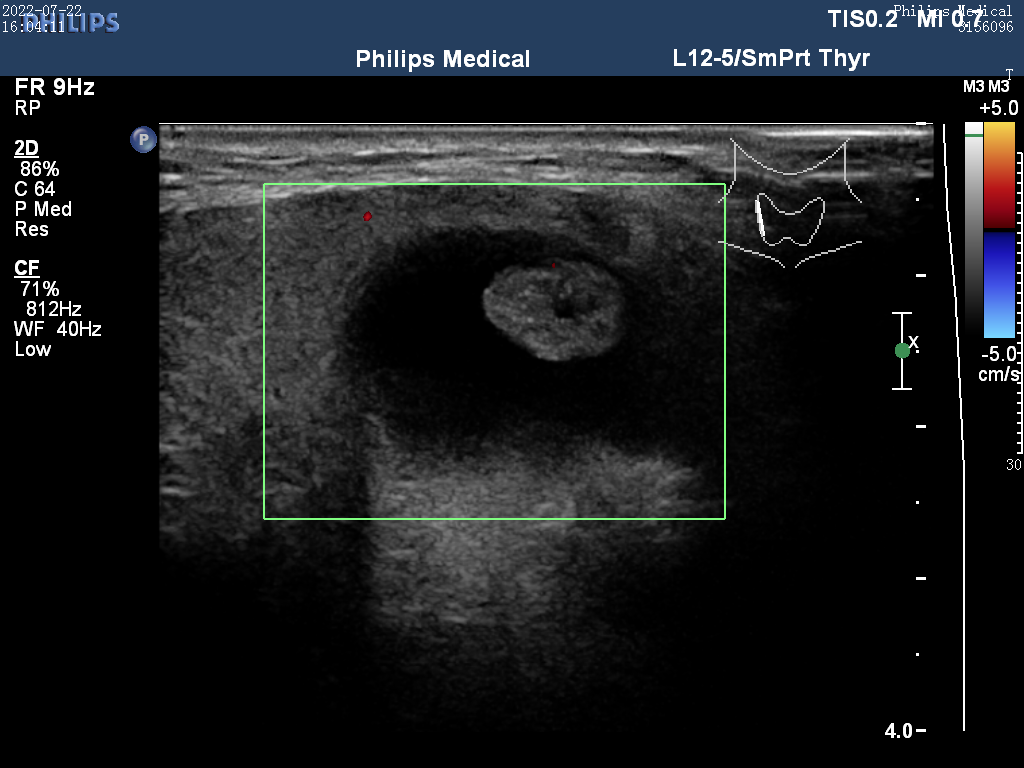 2022-07-22
16:04:11
PHILIPS
TIS0.2 MI 0.7
Philips Medical
Philips Medical
L12-5/SmPrt Thyr
FR 9Hz
RP
2D
86%
C 64
P Med
Res
CF
71%
812Hz
WF 40Hz
Low
P
T
M3 M3
+5.0
x
-5.0
cm/s
30
4.0